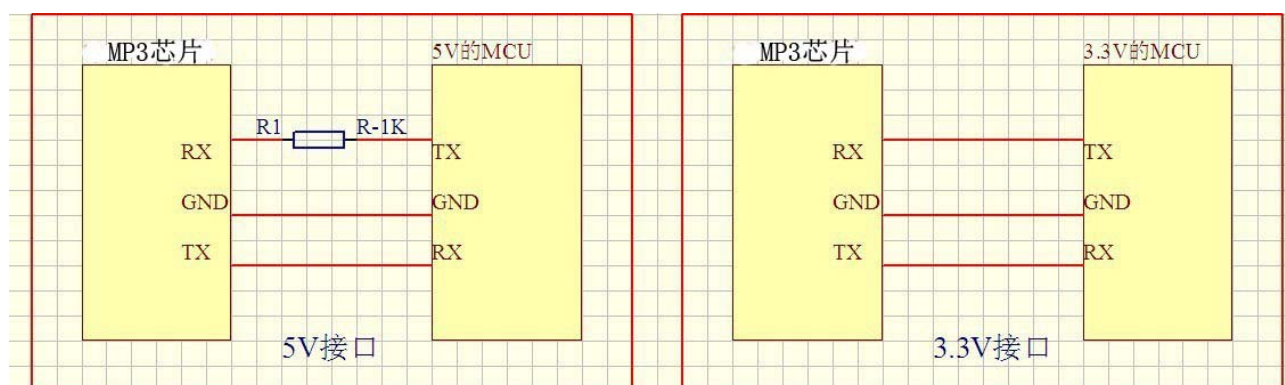 MP3芯片
5V的MCU
R1
R-1K
RX
TX
GND
GND
TX
RX
5V接口
MP3芯片
3.3V的MCU
RX
TX
GND
GND
TX
RX
3.3V接口